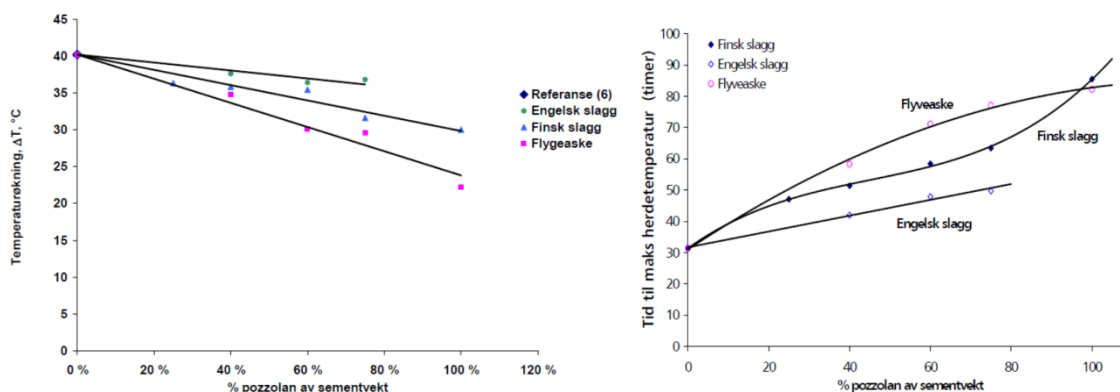 45
40
35
30
25
20
15
10
5
0
Temperaturøkning, ΔT, °C
0 %
20 %
40 %
60 %
80 %
100 %
120 %
% pozzolan av sementvekt
Referanse (6)
Engelsk slagg
Finsk slagg
Flygeaske
100
90
80
70
60
50
40
30
20
10
0
Tid til maks herdetemperatur (timer)
Finsk slagg
Engelsk slagg
Flyveaske
Flyveaske
Finsk slagg
Engelsk slagg
0
20
40
60
80
100
% pozzolan av sementvekt